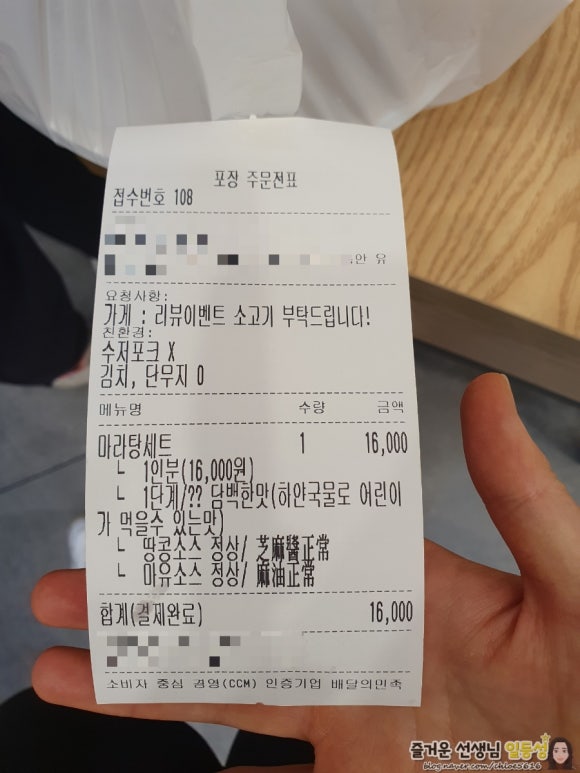 포장 주문전표
접수번호 108
안 유
요청사항:
가게 : 리뷰이벤트 소고기 부탁드립니다!
친환경:
수저포크 X
김치, 단무지 O
메뉴명 수량 금액
마라탕세트 1 16,000
└ 1인분(16,000원)
└ 1단계/?? 담백한맛(하얀국물로 어린이
가 먹을수 있는맛)
└ 땅콩소스 정상/ 芝麻醬正常
└ 마유소스 정상/ 麻油正常
합계(결제완료) 16,000
소비자 중심 경영(CCM) 인증기업 배달의민족
즐거운 선생님 일등성
blog.naver.com/chloe5626